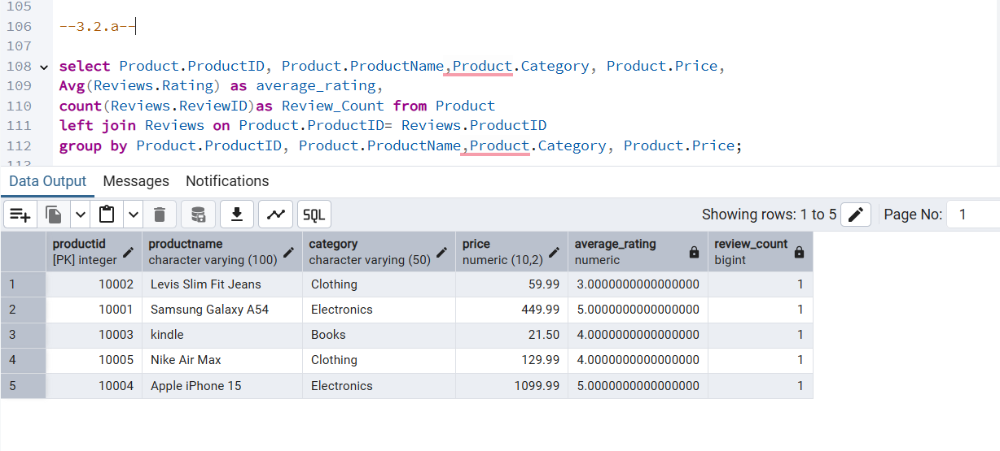 105
106 --3.2.a--
107
108 select Product.ProductID, Product.ProductName,Product.Category, Product.Price,
109 Avg(Reviews.Rating) as average_rating,
110 count(Reviews.ReviewID)as Review_Count from Product
111 left join Reviews on Product.ProductID= Reviews.ProductID
112 group by Product.ProductID, Product.ProductName,Product.Category, Product.Price;
113
Data Output Messages Notifications
SQL Showing rows: 1 to 5 Page No: 1
productid productname category price average_rating review_count
[PK] integer character varying (100) character varying (50) numeric (10,2) numeric bigint
1 10002 Levis Slim Fit Jeans Clothing 59.99 3.0000000000000000 1
2 10001 Samsung Galaxy A54 Electronics 449.99 5.0000000000000000 1
3 10003 kindle Books 21.50 4.0000000000000000 1
4 10005 Nike Air Max Clothing 129.99 4.0000000000000000 1
5 10004 Apple iPhone 15 Electronics 1099.99 5.0000000000000000 1